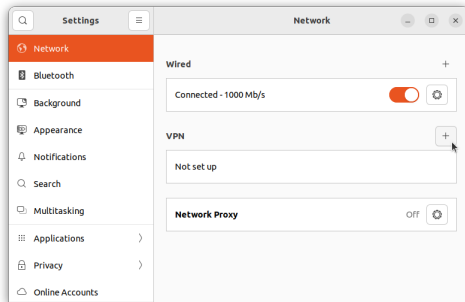 Settings
Network
Network
Bluetooth
Background
Appearance
Notifications
Search
Multitasking
Applications
Privacy
Online Accounts
Wired
Connected - 1000 Mb/s
VPN
Not set up
Network Proxy Off